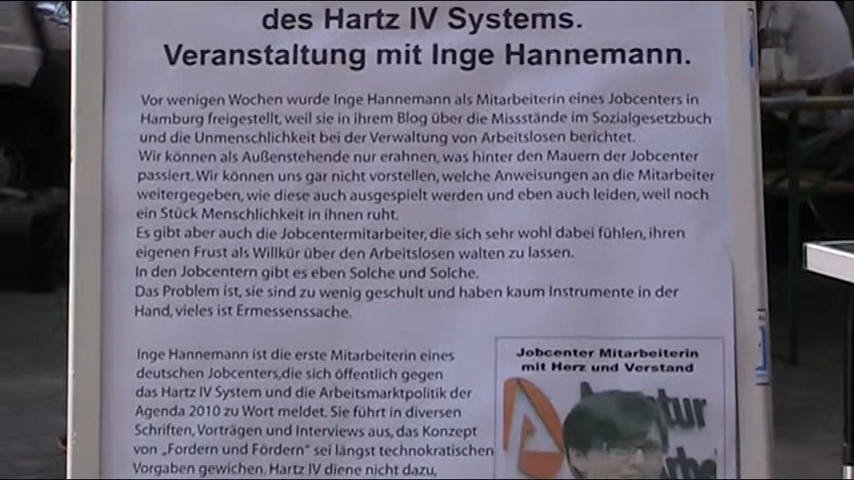 des Hartz IV Systems.
Veranstaltung mit Inge Hannemann.
Vor wenigen Wochen wurde Inge Hannemann als Mitarbeiterin eines Jobcenters in
Hamburg freigestellt, weil sie in ihrem Blog über die Missstände im Sozialgesetzbuch
und die Unmenschlichkeit bei der Verwaltung von Arbeitslosen berichtet.
Wir können als Außenstehende nur erahnen, was hinter den Mauern der Jobcenter
passiert. Wir können uns gar nicht vorstellen, welche Anweisungen an die Mitarbeiter
weitergegeben werden, wie diese auch ausgespielt werden und eben auch leiden, weil noch
ein Stück Menschlichkeit in ihnen ruht.
Es gibt aber auch die Jobcentermitarbeiter, die sich sehr wohl dabei fühlen, ihren
eigenen Frust als Willkür über den Arbeitslosen walten zu lassen.
In den Jobcentern gibt es eben Solche und Solche.
Das Problem ist, sie sind zu wenig geschult und haben kaum Instrumente in der
Hand, vieles ist Ermessenssache.
Inge Hannemann ist die erste Mitarbeiterin eines
deutschen Jobcenters, die sich öffentlich gegen
das Hartz IV System und die Arbeitsmarktpolitik der
Agenda 2010 zu Wort meldet. Sie führt in diversen
Schriften, Vorträgen und Interviews aus, das Konzept
von „Fordern und Fördern" sei längst technokratischen
Vorgaben gewichen. Hartz IV diene nicht dazu,
Jobcenter Mitarbeiterin
mit Herz und Verstand